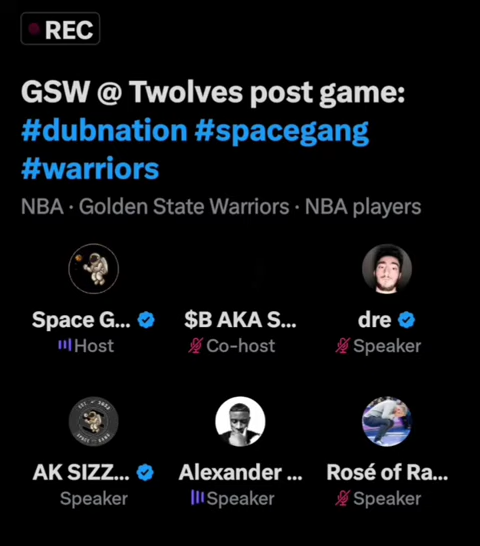 REC
GSW @ Twolves post game:
#dubnation #spacegang
#warriors
NBA · Golden State Warriors · NBA players
Space G... $B AKA S... dre
Host Co-host Speaker
AK SIZZ... Alexander ... Rosé of Ra...
Speaker Speaker Speaker